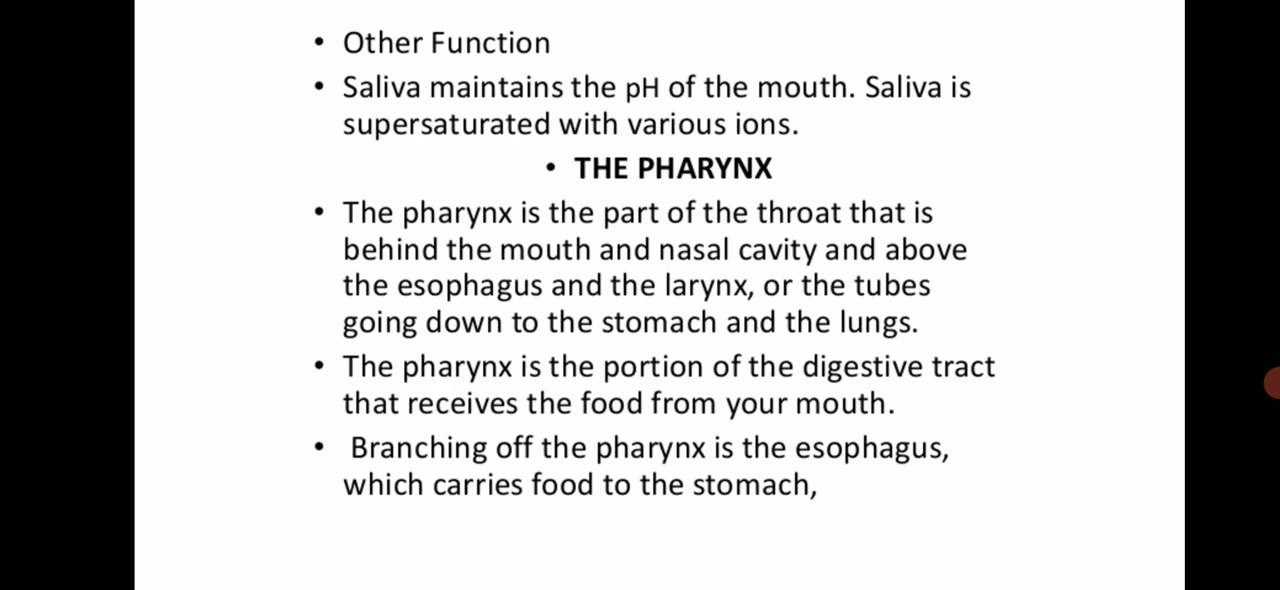 • Other Function
• Saliva maintains the pH of the mouth. Saliva is
supersaturated with various ions.
• THE PHARYNX
• The pharynx is the part of the throat that is
behind the mouth and nasal cavity and above
the esophagus and the larynx, or the tubes
going down to the stomach and the lungs.
• The pharynx is the portion of the digestive tract
that receives the food from your mouth.
• Branching off the pharynx is the esophagus,
which carries food to the stomach,